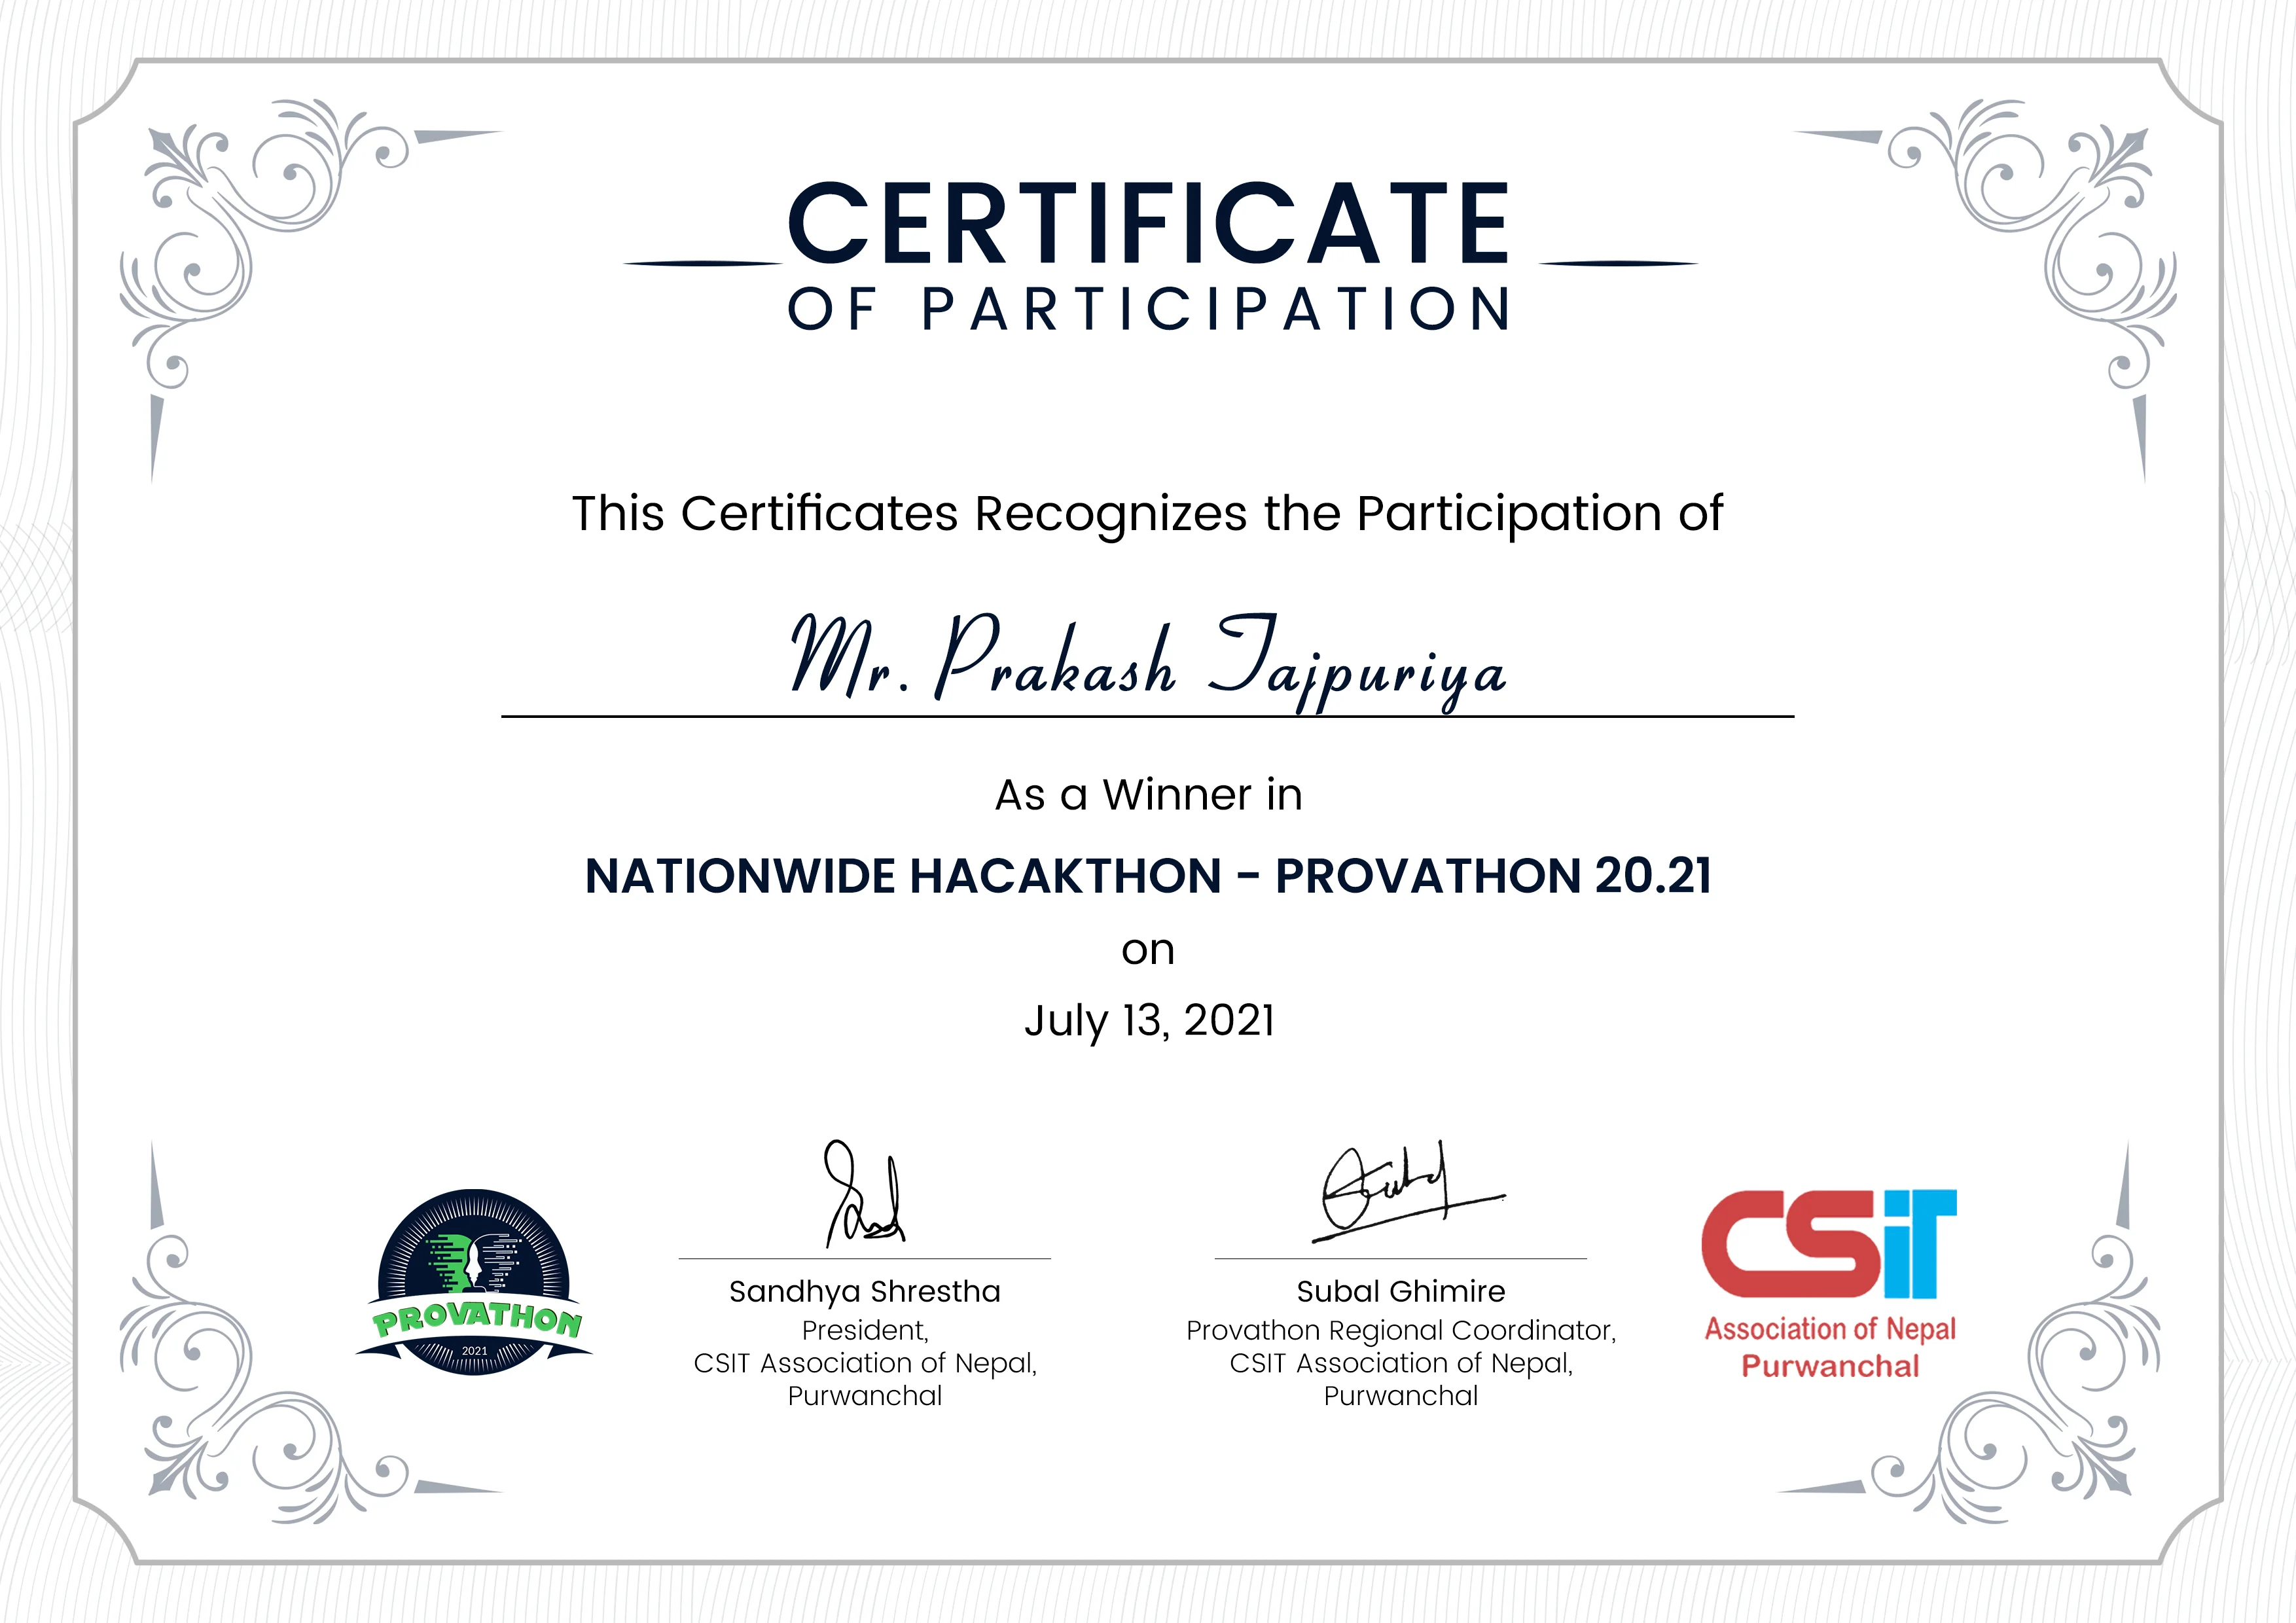 CERTIFICATE
OF PARTICIPATION
This Certificates Recognizes the Participation of
Mr. Prakash Tajpuriya
As a Winner in
NATIONWIDE HACAKTHON - PROVATHON 20.21
on
July 13, 2021
PROVATHON
2021
Sandhya Shrestha
President,
CSIT Association of Nepal,
Purwanchal
Subal Ghimire
Provathon Regional Coordinator,
CSIT Association of Nepal,
Purwanchal
CSiT
Association of Nepal
Purwanchal